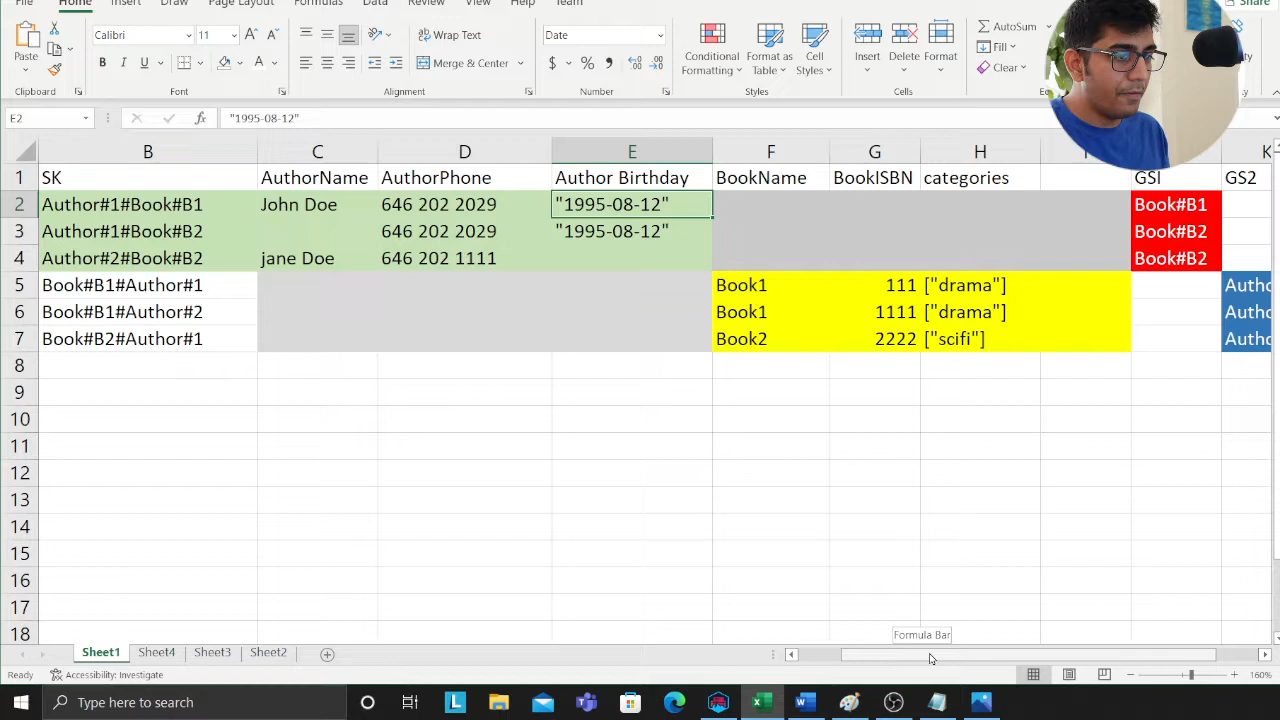 File Home Insert Draw Page Layout Formulas Data Review View Help Team Share
Calibri 11 Wrap Text Date AutoSum
Paste Merge & Center Conditional Formatting Format as Table Cell Styles Insert Delete Format Fill Clear
Clipboard Font Alignment Number Styles Cells
E2 "1995-08-12"
B C D E F G H K
1 SK AuthorName AuthorPhone Author Birthday BookName BookISBN categories GSI GS2
2 Author#1#Book#B1 John Doe 646 202 2029 "1995-08-12" Book#B1
3 Author#1#Book#B2 646 202 2029 "1995-08-12" Book#B2
4 Author#2#Book#B2 jane Doe 646 202 1111 Book#B2
5 Book#B1#Author#1 Book1 111 ["drama"] Autho
6 Book#B1#Author#2 Book1 1111 ["drama"] Autho
7 Book#B2#Author#1 Book2 2222 ["scifi"] Autho
8
9
10
11
12
13
14
15
16
17
18
Formula Bar
Sheet1 Sheet4 Sheet3 Sheet2
Ready Accessibility: Investigate 160%
Type here to search